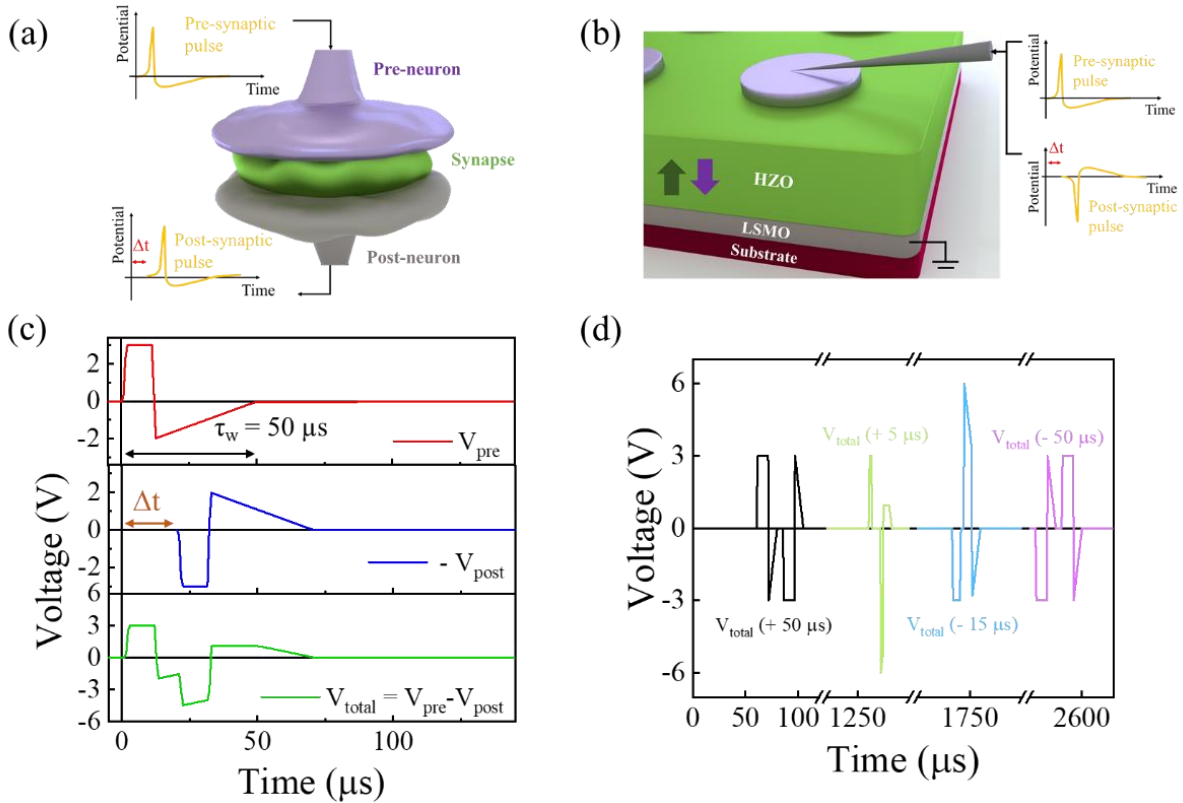 (a)
Potential
Pre-synaptic
pulse
Time
Pre-neuron
Synapse
Potential
Δt
Post-synaptic
pulse
Time
Post-neuron
(b)
HZO
LSMO
Substrate
Potential
Pre-synaptic
pulse
Time
Δt
Potential
Time
Post-synaptic
pulse
(c)
Voltage (V)
2
0
-2
τw = 50 μs
Vpre
2
0
2
Δt
- Vpost
6
3
0
-3
-6
Vtotal = Vpre-Vpost
0 50 100
Time (μs)
(d)
Voltage (V)
6
3
0
-3
-6
Vtotal (+ 5 μs)
Vtotal (- 50 μs)
Vtotal (- 15 μs)
Vtotal (+ 50 μs)
0 50 100 1250 1750 2600
Time (μs)